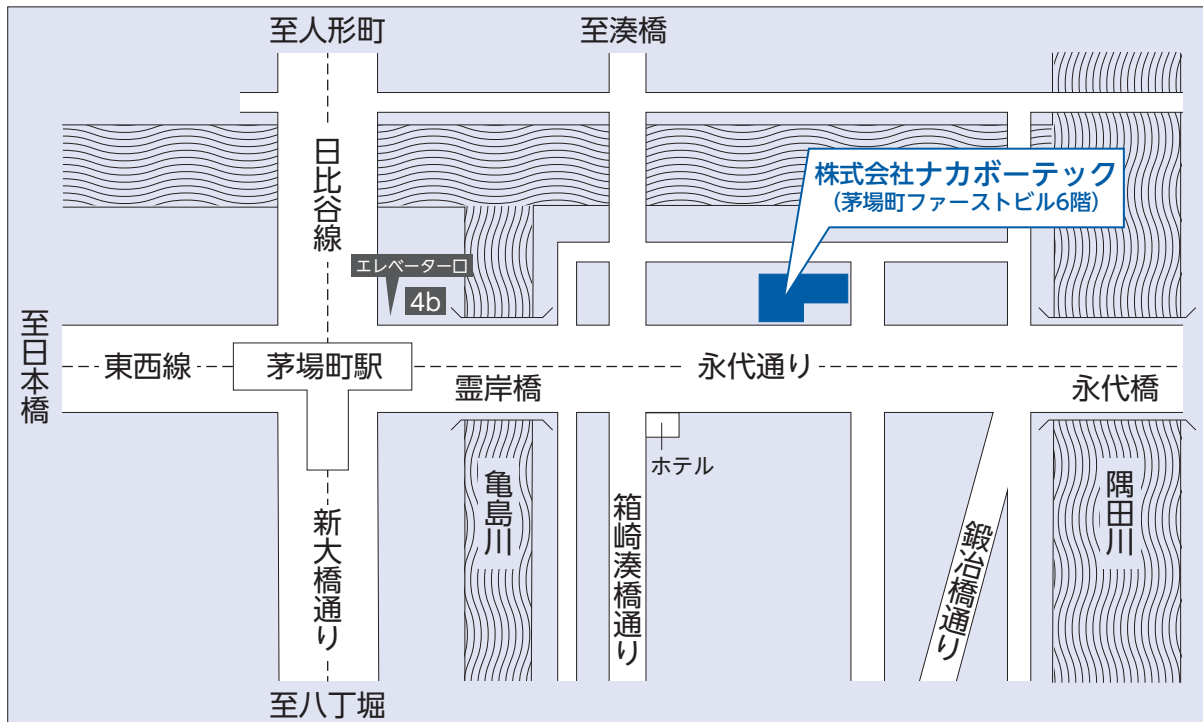 至人形町
至湊橋
日比谷線
株式会社ナカボーテック
(茅場町ファーストビル6階)
エレベーター口
4b
至日本橋
東西線
茅場町駅
永代通り
霊岸橋
永代橋
ホテル
亀島川
新大橋通り
箱崎湊橋通り
鍛冶橋通り
隅田川
至八丁堀